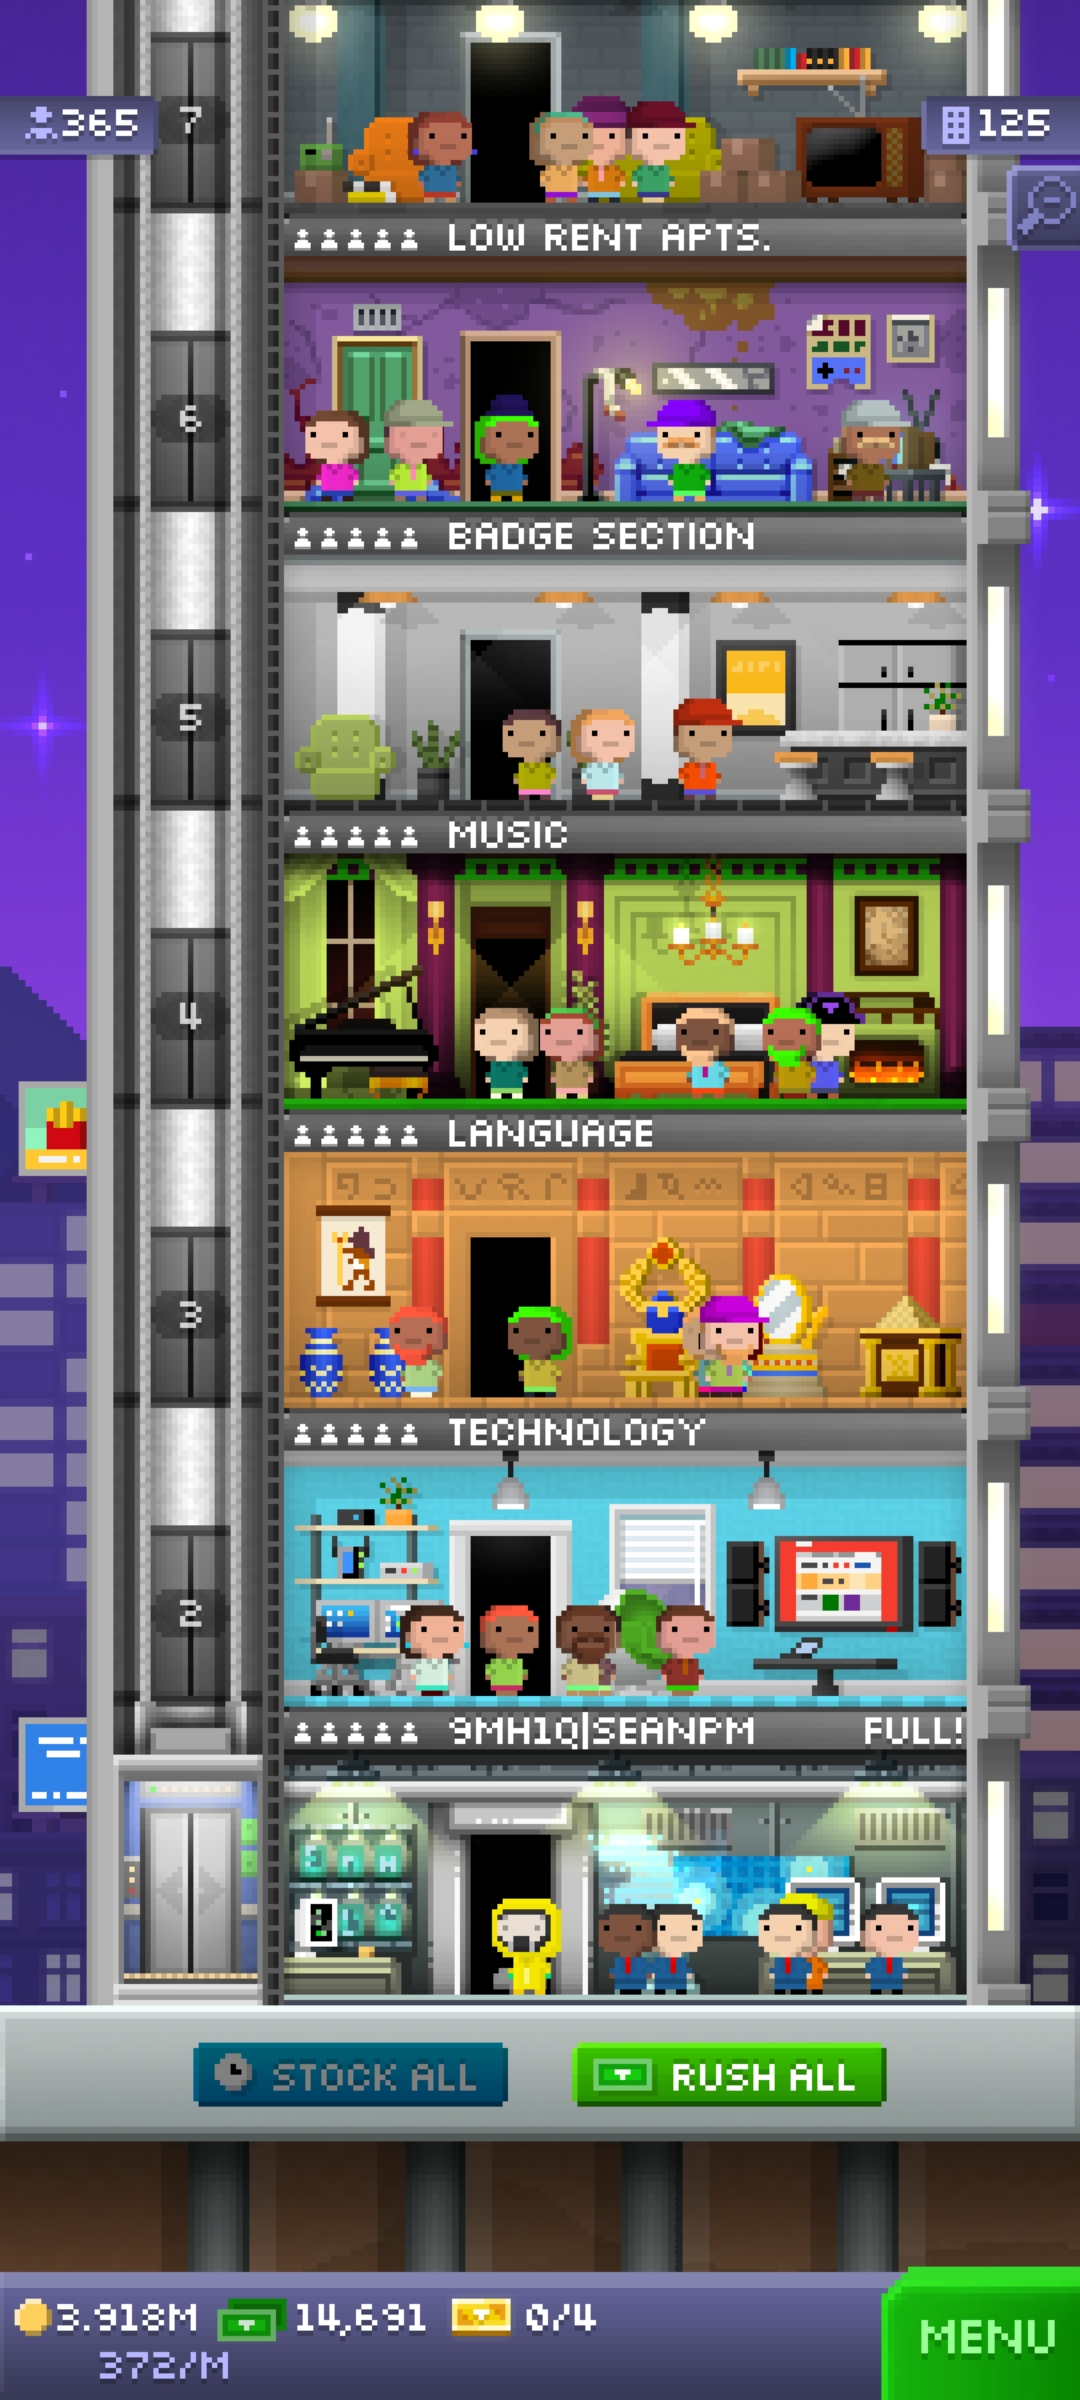 365
7
125
LOW RENT APTS.
6
BADGE SECTION
5
MUSIC
4
LANGUAGE
3
TECHNOLOGY
2
9MH1Q|SEANPM FULL!
STOCK ALL
RUSH ALL
3.918M 14,691 0/4
372/M
MENU